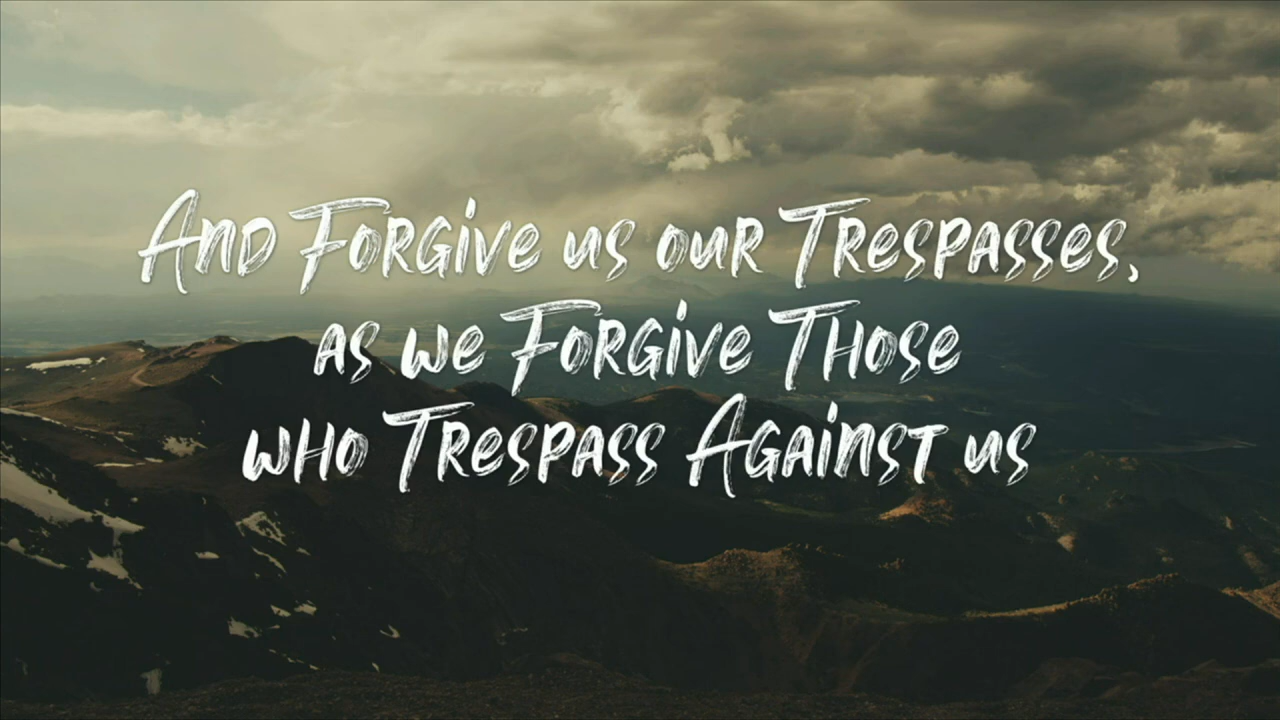 And Forgive us our Trespasses,
as we Forgive Those
who Trespass Against us